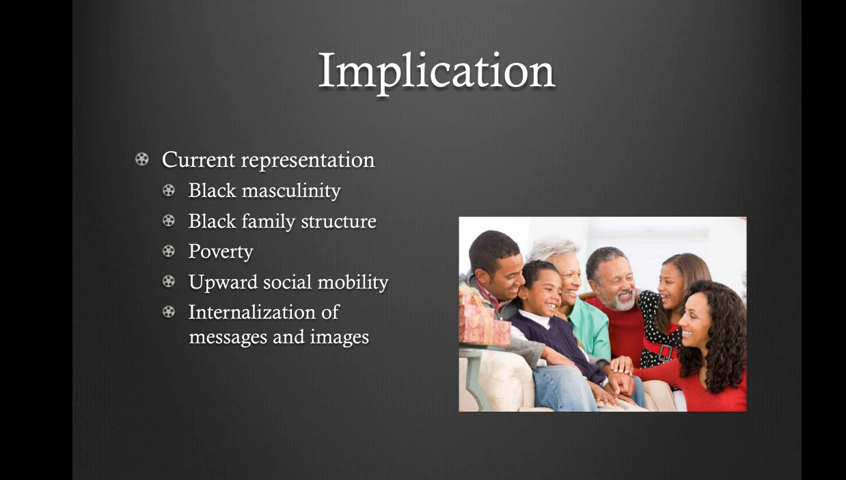 Implication
Current representation
Black masculinity
Black family structure
Poverty
Upward social mobility
Internalization of
messages and images